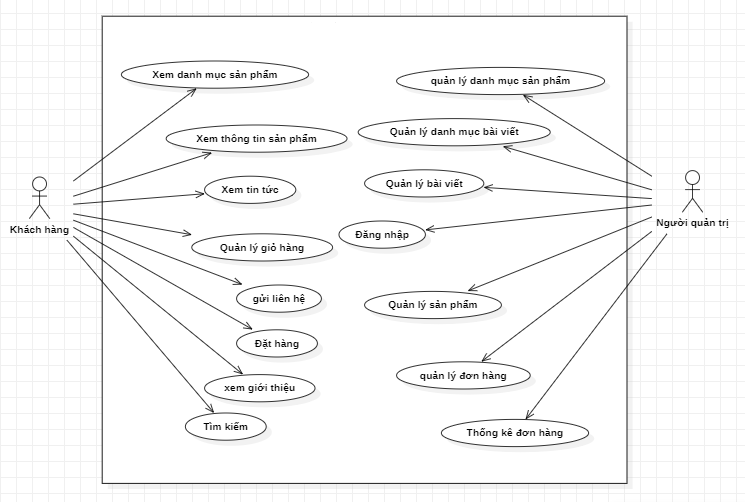 Xem danh mục sản phẩm
quản lý danh mục sản phẩm
Xem thông tin sản phẩm
Quản lý danh mục bài viết
Xem tin tức
Quản lý bài viết
Khách hàng
Người quản trị
Quản lý giỏ hàng
Đăng nhập
gửi liên hệ
Quản lý sản phẩm
Đặt hàng
xem giới thiệu
quản lý đơn hàng
Tìm kiếm
Thống kê đơn hàng